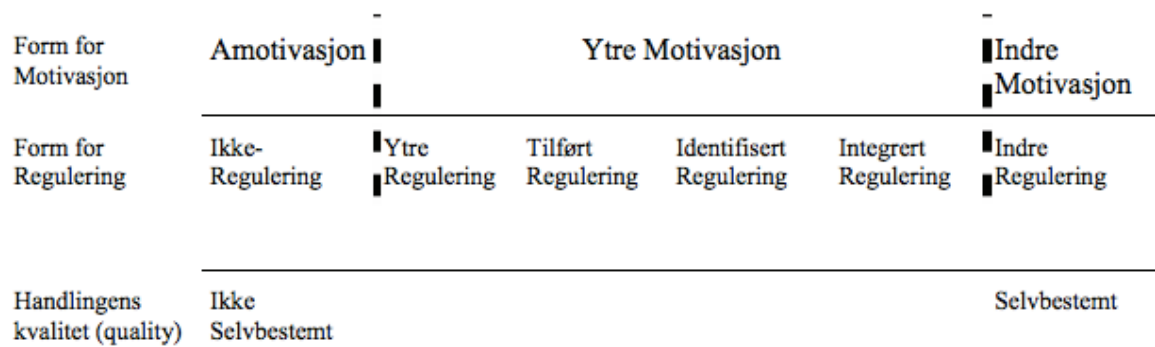 Form for
Motivasjon
Amotivasjon
Ytre Motivasjon
Indre
Motivasjon
Form for
Regulering
Ikke-
Regulering
Ytre
Regulering
Tilført
Regulering
Identifisert
Regulering
Integrert
Regulering
Indre
Regulering
Handlingens
kvalitet (quality)
Ikke
Selvbestemt
Selvbestemt